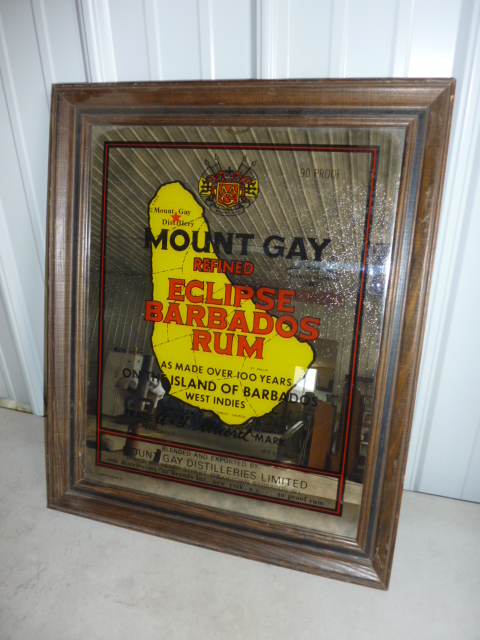 90 PROOF
Mount Gay
Distillery
MOUNT GAY
REFINED
ECLIPSE
BARBADOS
RUM
AS MADE OVER 100 YEARS
ON THE ISLAND OF BARBADOS
WEST INDIES
TRADE MARK
BLENDED AND EXPORTED BY
MOUNT GAY DISTILLERIES LIMITED